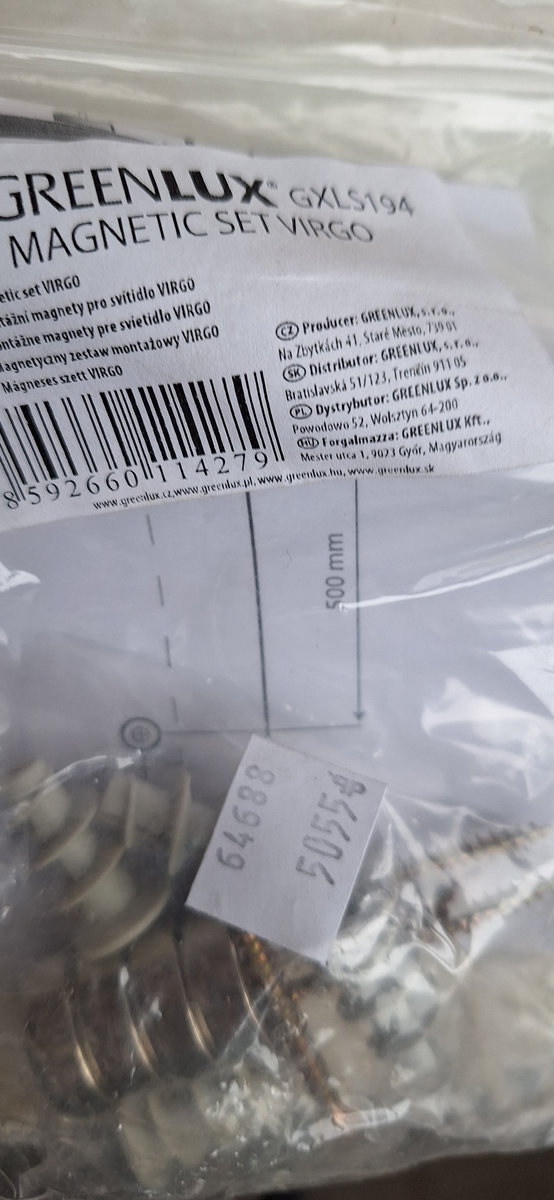 GREENLUX® GXLS194
MAGNETIC SET VIRGO
etic set VIRGO
tážní magnety pro svítidlo VIRGO
ntážne magnety pre svietidlo VIRGO
agnetyczny zestaw montażowy VIRGO
Mágneses szett VIRGO
8 592660 114279
CZ Producer: GREENLUX, s.r.o.,
Na Zbytkách 41, Staré Město, 739 01
SK Distributor: GREENLUX, s.r.o.,
Bratislavská 51/123, Trenčín 911 05
PL Dystrybutor: GREENLUX Sp. z o.o.,
Powodowo 52, Wolsztyn 64-200
HU Forgalmazza: GREENLUX Kft.,
Mester utca 1, 9023 Győr, Magyarország
www.greenlux.cz, www.greenlux.pl, www.greenlux.hu, www.greenlux.sk
500 mm
64688
5055